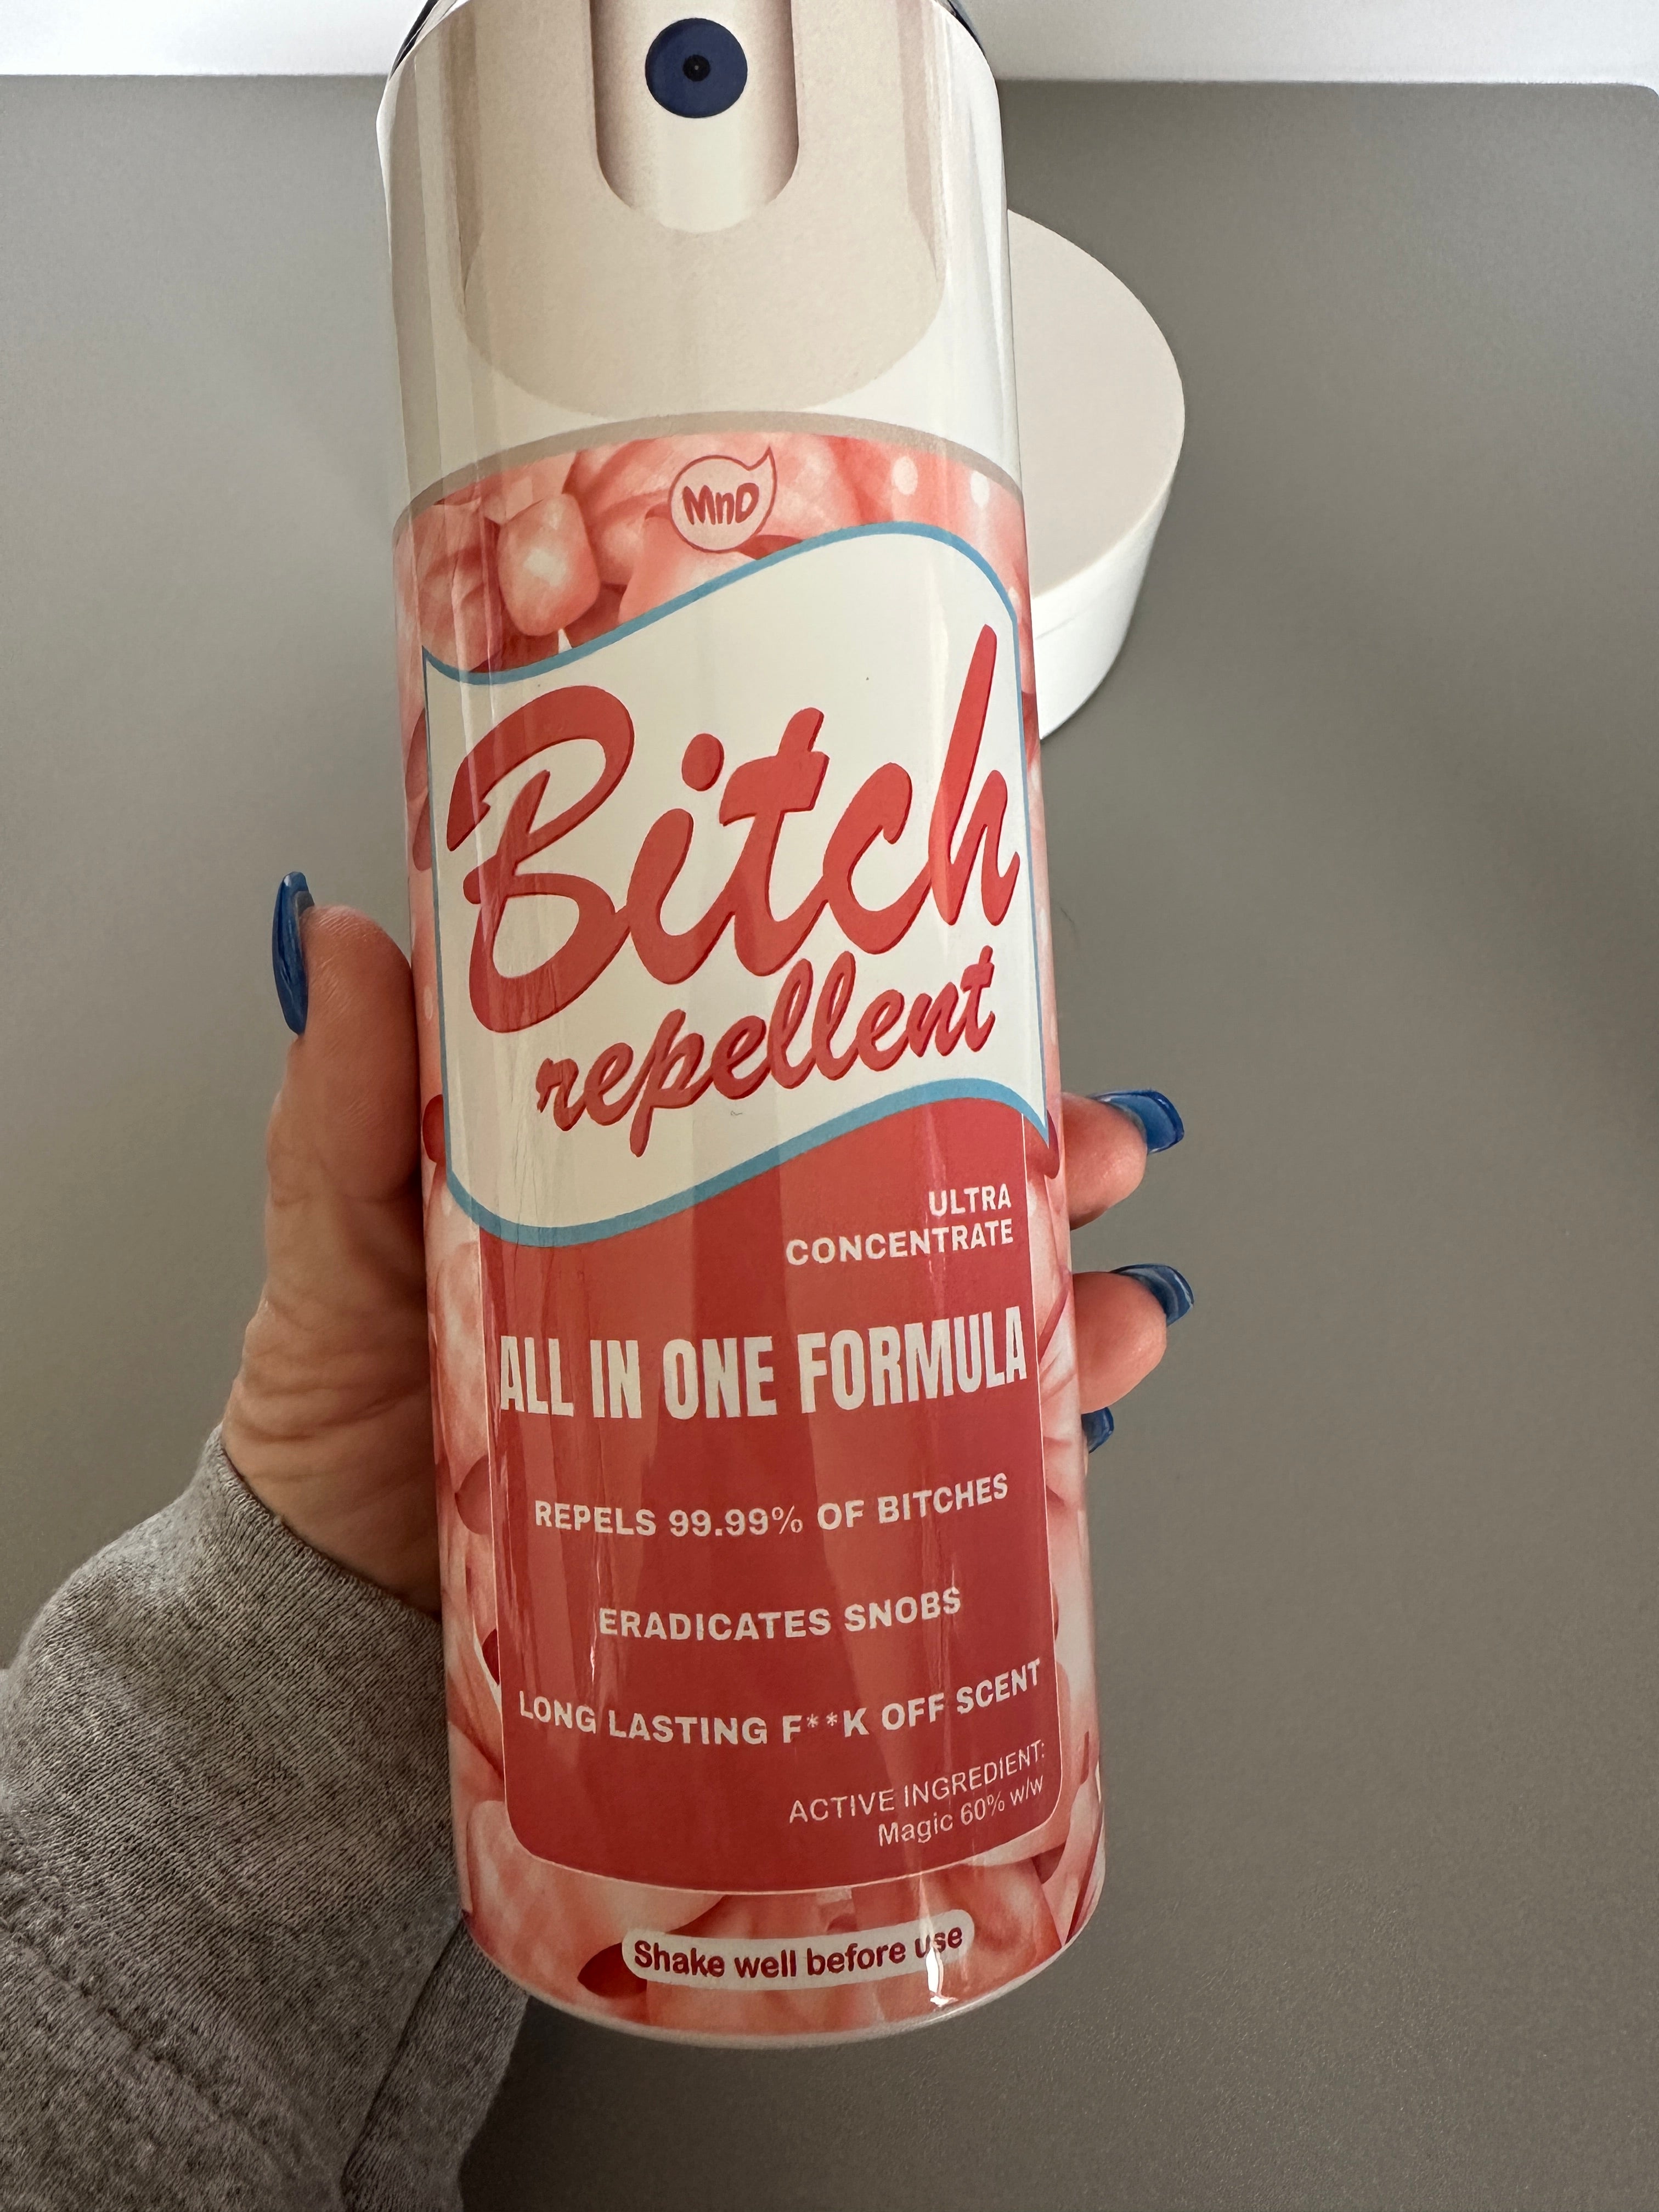 MnD
Bitch
repellent
ULTRA
CONCENTRATE
ALL IN ONE FORMULA
REPELS 99.99% OF BITCHES
ERADICATES SNOBS
LONG LASTING F**K OFF SCENT
ACTIVE INGREDIENT:
Magic 60% w/w
Shake well before use